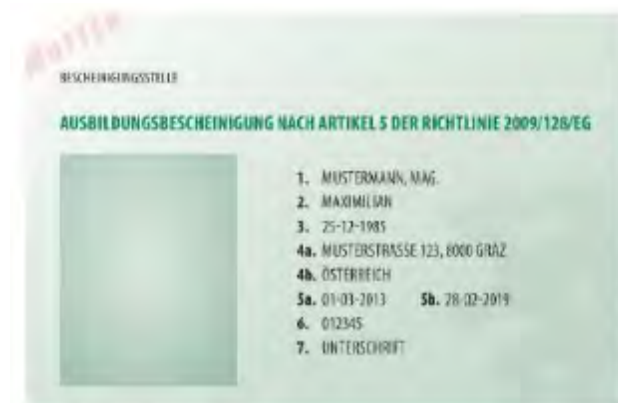 Muster
BESCHEINIGUNGSSTELLE
AUSBILDUNGSBESCHEINIGUNG NACH ARTIKEL 5 DER RICHTLINIE 2009/128/EG
1. MUSTERMANN, MAG.
2. MAXIMILIAN
3. 25-12-1985
4a. MUSTERSTRASSE 123, 8000 GRAZ
4b. ÖSTERREICH
5a. 01-03-2013 5b. 28-02-2019
6. 012345
7. UNTERSCHRIFT